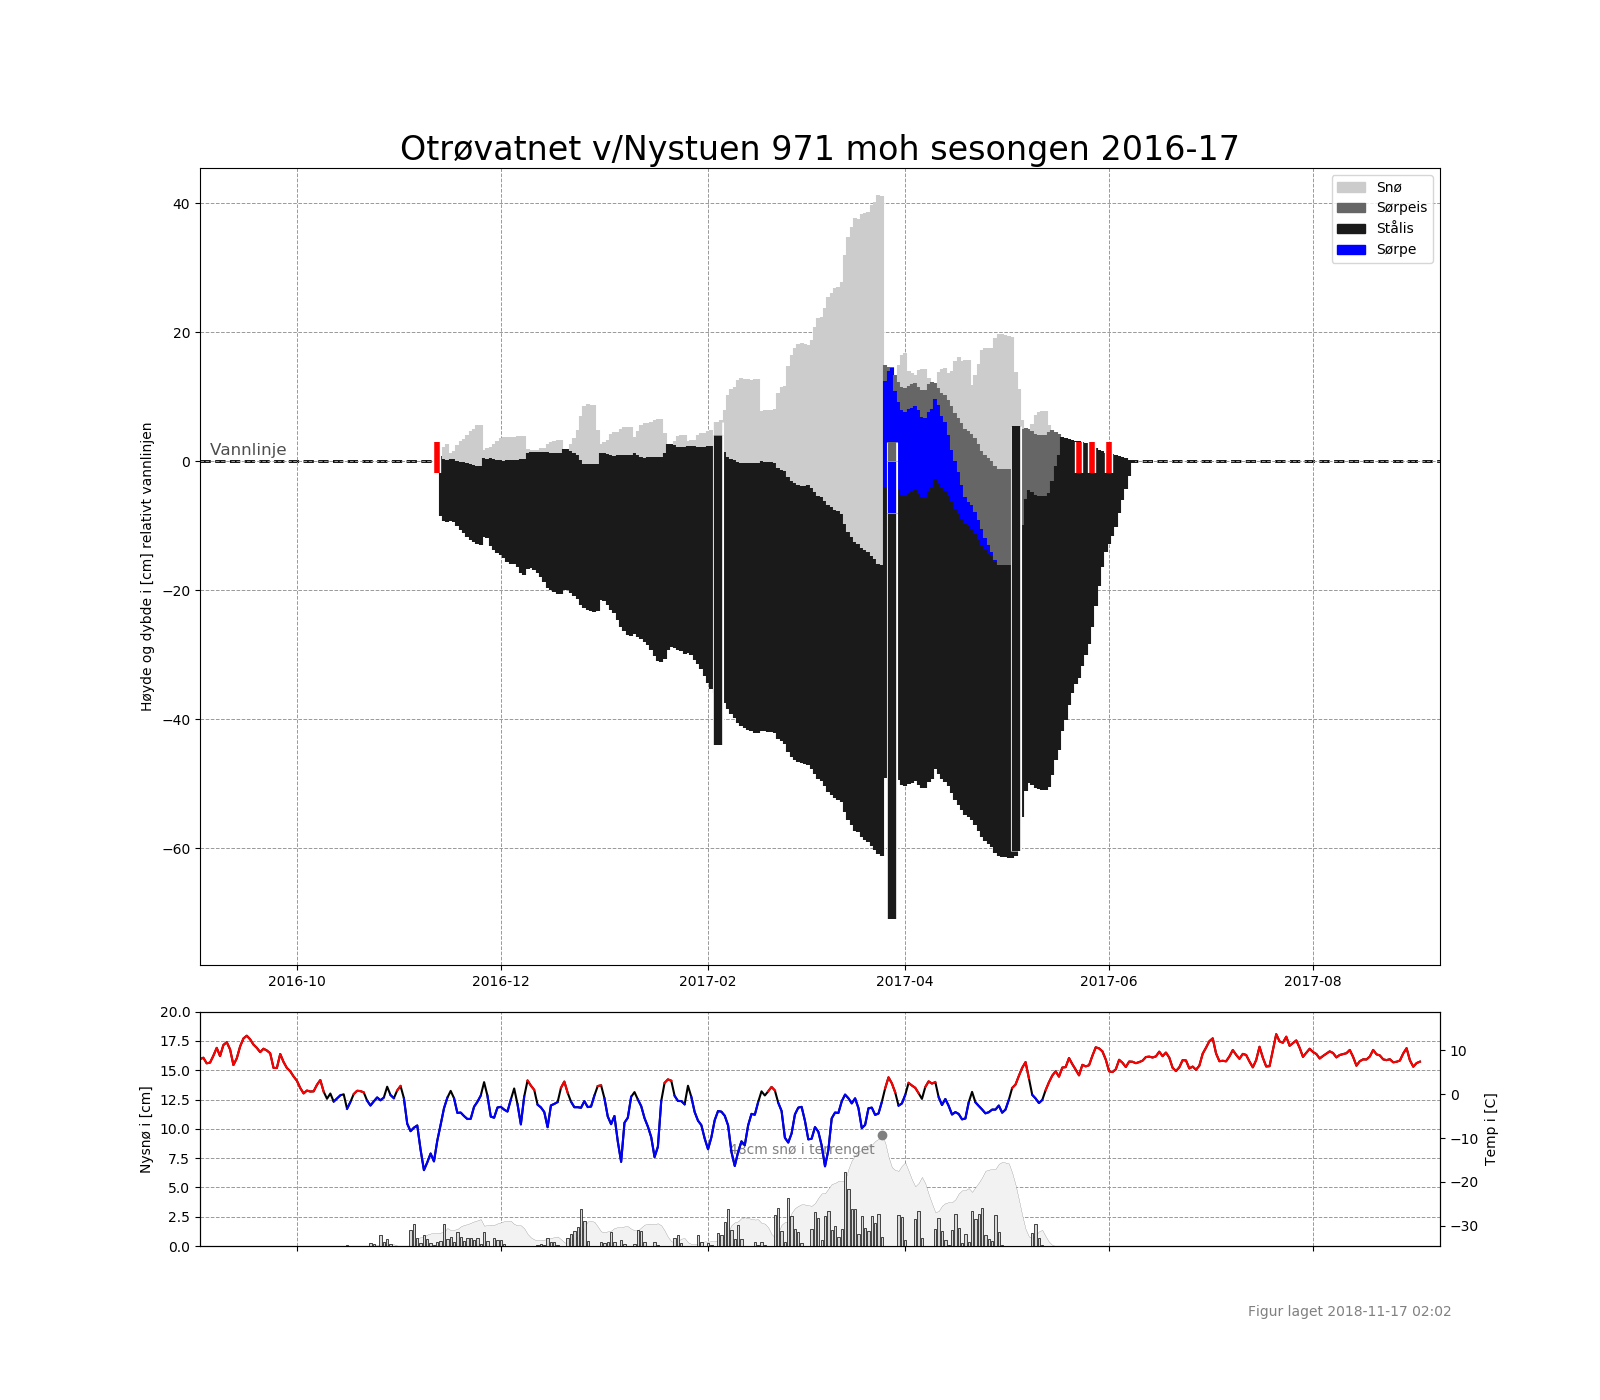 Otrøvatnet v/Nystuen 971 moh sesongen 2016-17
Snø
Sørpeis
Stålis
Sørpe
Vannlinje
Høyde og dybde i [cm] relativt vannlinjen
40
20
0
−20
−40
−60
2016-10 2016-12 2017-02 2017-04 2017-06 2017-08
Nysnø i [cm]
20.0
17.5
15.0
12.5
10.0
7.5
5.0
2.5
0.0
48cm snø i terrenget
10
0
−10
−20
−30
Temp i [C]
Figur laget 2018-11-17 02:02